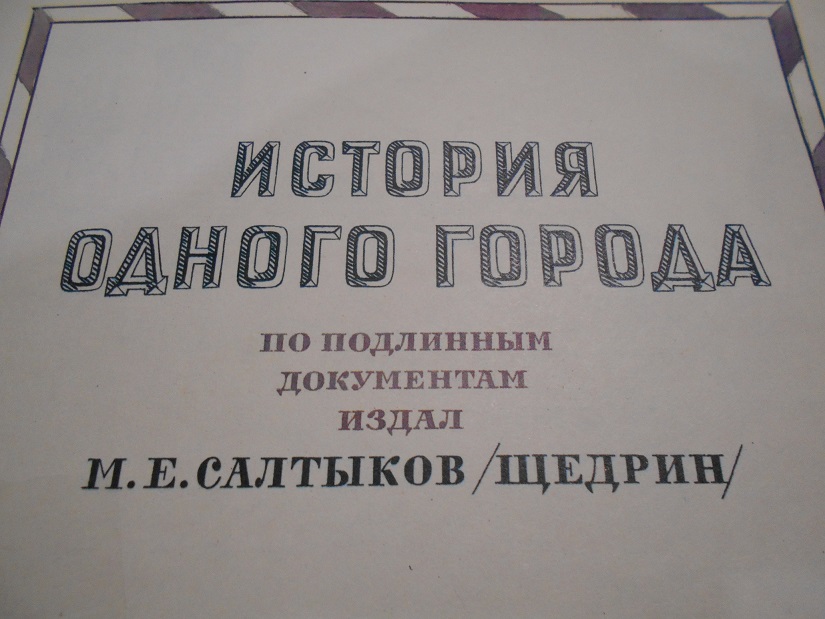 ИСТОРИЯ
ОДНОГО ГОРОДА
ПО ПОДЛИННЫМ
ДОКУМЕНТАМ
ИЗДАЛ
М. Е. САЛТЫКОВ /ЩЕДРИН/